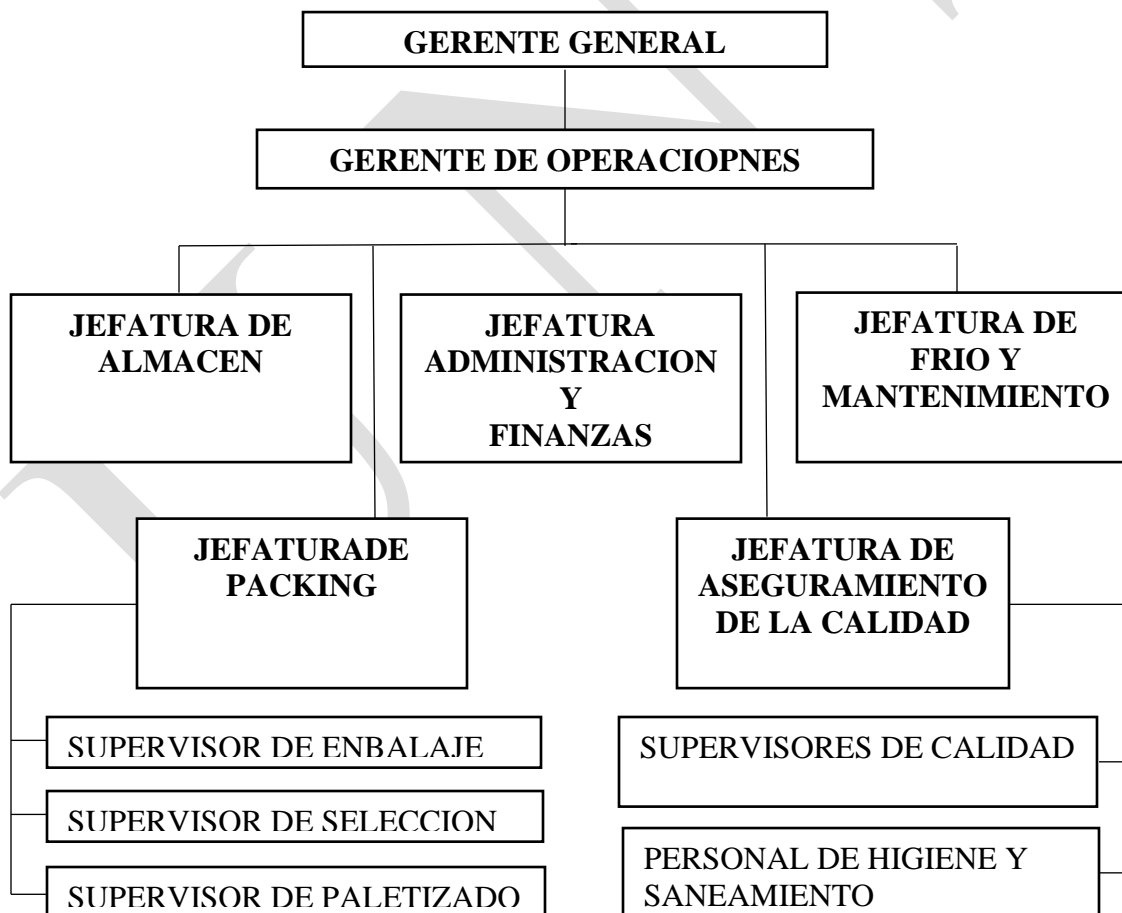 GERENTE GENERAL
GERENTE DE OPERACIOPNES
JEFATURA DE
ALMACEN
JEFATURA
ADMINISTRACION
Y
FINANZAS
JEFATURA DE
FRIO Y
MANTENIMIENTO
JEFATURADE
PACKING
JEFATURA DE
ASEGURAMIENTO
DE LA CALIDAD
SUPERVISOR DE ENBALAJE
SUPERVISOR DE SELECCION
SUPERVISOR DE PALETIZADO
SUPERVISORES DE CALIDAD
PERSONAL DE HIGIENE Y
SANEAMIENTO